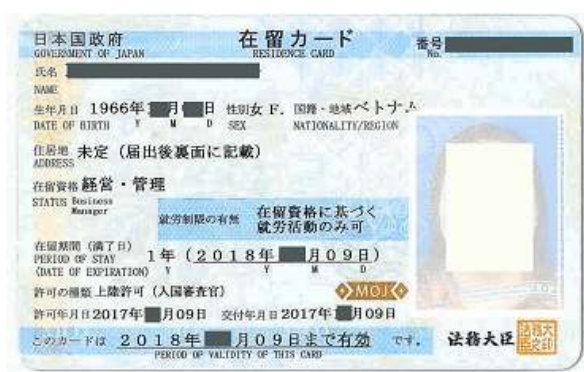 日本国政府 在留カード 番号
GOVERNMENT OF JAPAN RESIDENCE CARD No.
氏名
NAME
生年月日 1966年 月 日 性別 女 F. 国籍・地域 ベトナム
DATE OF BIRTH Y M D SEX NATIONALITY/REGION
住居地 未定(届出後裏面に記載)
ADDRESS
在留資格 経営・管理
STATUS Business Manager
就労制限の有無 在留資格に基づく就労活動のみ可
在留期間(満了日) 1年(2018年 月09日)
PERIOD OF STAY (DATE OF EXPIRATION) Y Y M D
許可の種類 上陸許可(入国審査官) MOJ
許可年月日 2017年 月09日 交付年月日 2017年 月09日
このカードは 2018年 月09日まで有効 です。 法務大臣
PERIOD OF VALIDITY OF THIS CARD